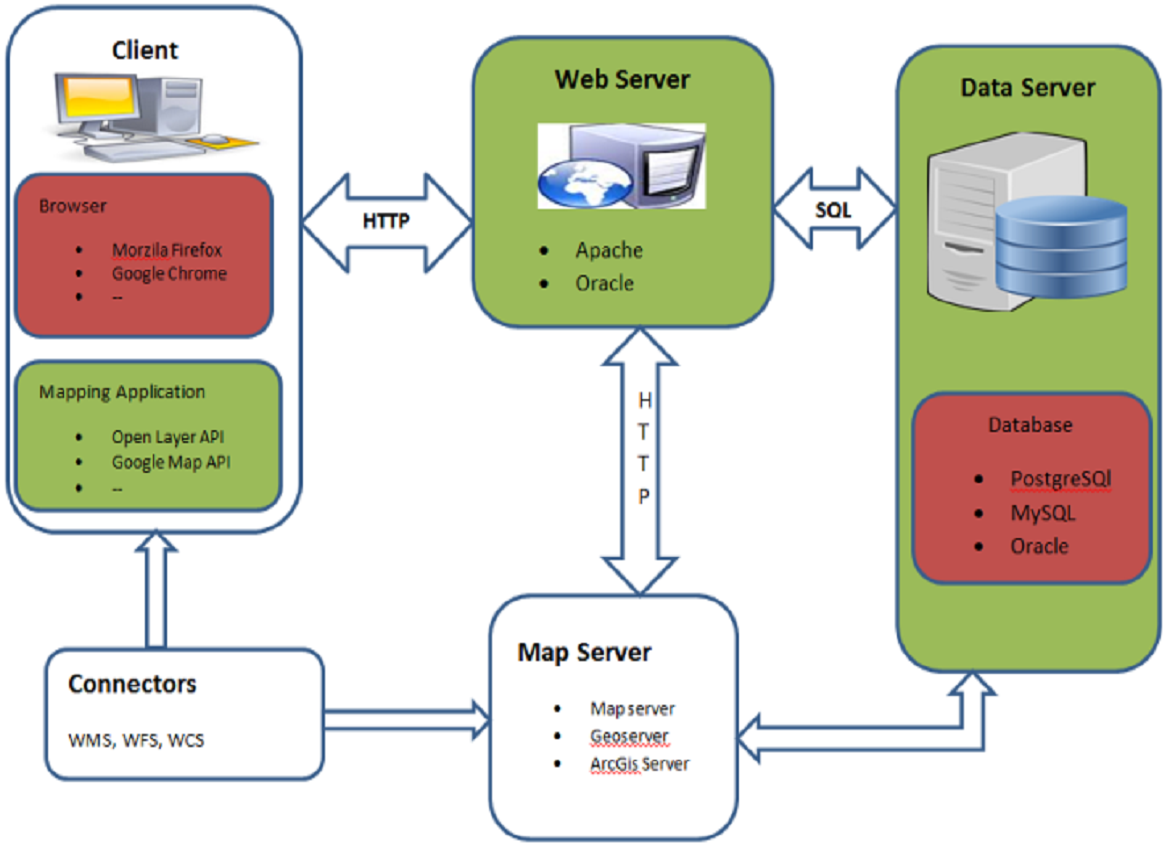 Client
Browser
• Morzila Firefox
• Google Chrome
• --
Mapping Application
• Open Layer API
• Google Map API
• --
HTTP
Web Server
• Apache
• Oracle
SQL
Data Server
Database
• PostgreSQl
• MySQL
• Oracle
H
T
T
P
Connectors
WMS, WFS, WCS
Map Server
• Map server
• Geoserver
• ArcGis Server